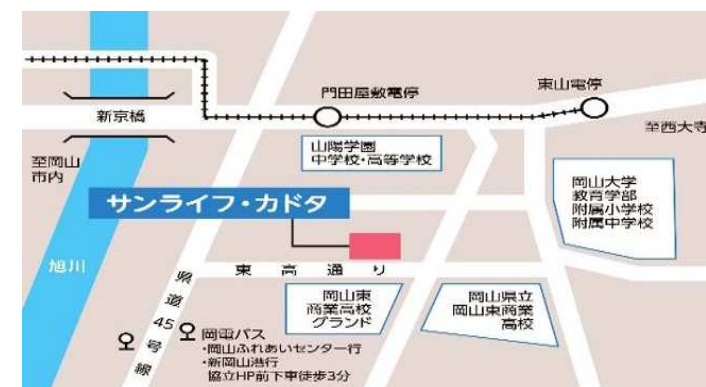 門田屋敷電停
東山電停
新京橋
至西大寺
山陽学園
中学校・高等学校
至岡山
市内
岡山大学
教育学部
附属小学校
附属中学校
サンライフ・カドタ
旭川
東高通り
県道45号線
岡山東
商業高校
グランド
岡山県立
岡山東商業
高校
岡電バス
・岡山ふれあいセンター行
・新岡山港行
協立HP前下車徒歩3分